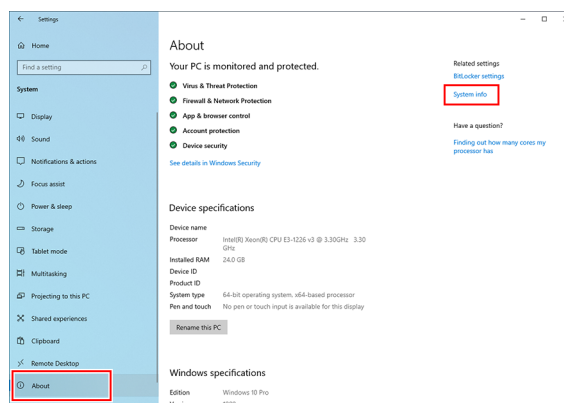 Settings
Home
Find a setting
System
Display
Sound
Notifications & actions
Focus assist
Power & sleep
Storage
Tablet mode
Multitasking
Projecting to this PC
Shared experiences
Clipboard
Remote Desktop
About
About
Your PC is monitored and protected.
Virus & Threat Protection
Firewall & Network Protection
App & browser control
Account protection
Device security
See details in Windows Security
Device specifications
Device name
Processor Intel(R) Xeon(R) CPU E3-1226 v3 @ 3.30GHz 3.30
GHz
Installed RAM 24.0 GB
Device ID
Product ID
System type 64-bit operating system, x64-based processor
Pen and touch No pen or touch input is available for this display
Rename this PC
Windows specifications
Edition Windows 10 Pro
Related settings
BitLocker settings
System info
Have a question?
Finding out how many cores my
processor has